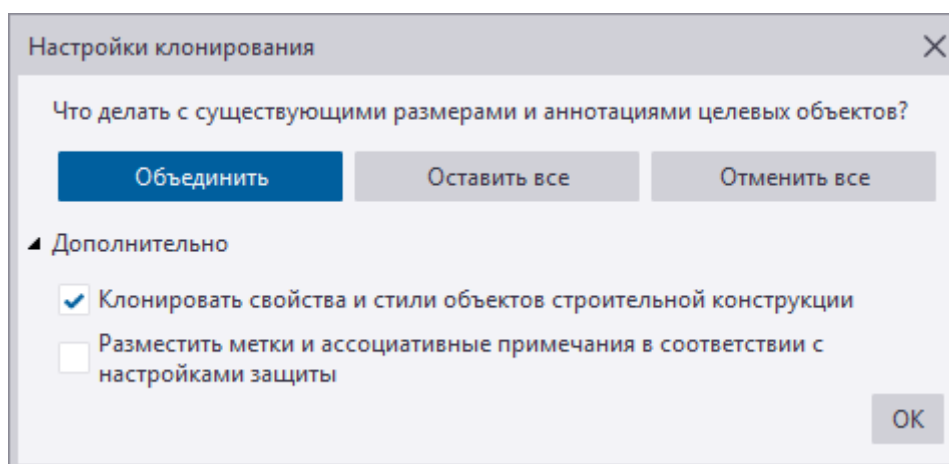 Настройки клонирования
Что делать с существующими размерами и аннотациями целевых объектов?
Объединить Оставить все Отменить все
Дополнительно
Клонировать свойства и стили объектов строительной конструкции
Разместить метки и ассоциативные примечания в соответствии с
настройками защиты
OK